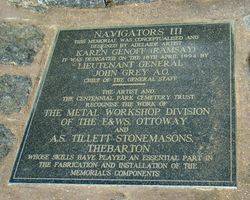 NAVIGATORS III
THIS MEMORIAL WAS CONCEPTUALISED AND
DESIGNED BY ADELAIDE ARTIST
KAREN GENOFF (RAMSAY)
IT WAS DEDICATED ON THE 18TH APRIL 1994
LIEUTENANT GENERAL
JOHN GREY A.O.
CHIEF OF THE GENERAL STAFF
THE ARTIST AND
THE CENTENNIAL PARK CEMETERY TRUST
RECOGNISE THE WORK OF
THE METAL WORKSHOP DIVISION
OF THE E&WS, OTTOWAY
AND
A.S. TILLETT STONEMASONS,
THEBARTON
WHOSE SKILLS HAVE PLAYED AN ESSENTIAL PART IN
THE FABRICATION AND INSTALLATION OF THE
MEMORIAL'S COMPONENTS